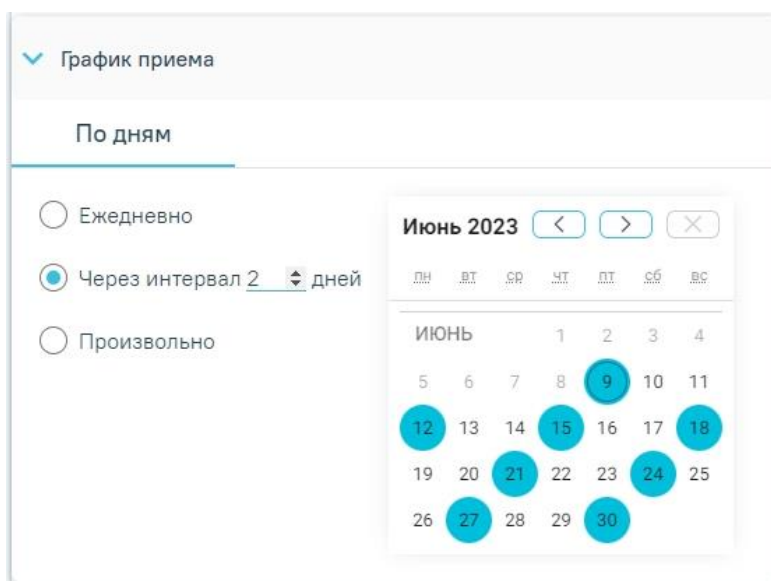 График приема
По дням
Ежедневно
Через интервал 2 дней
Произвольно
Июнь 2023
пн вт ср чт пт сб вс
ИЮНЬ 1 2 3 4
5 6 7 8 9 10 11
12 13 14 15 16 17 18
19 20 21 22 23 24 25
26 27 28 29 30